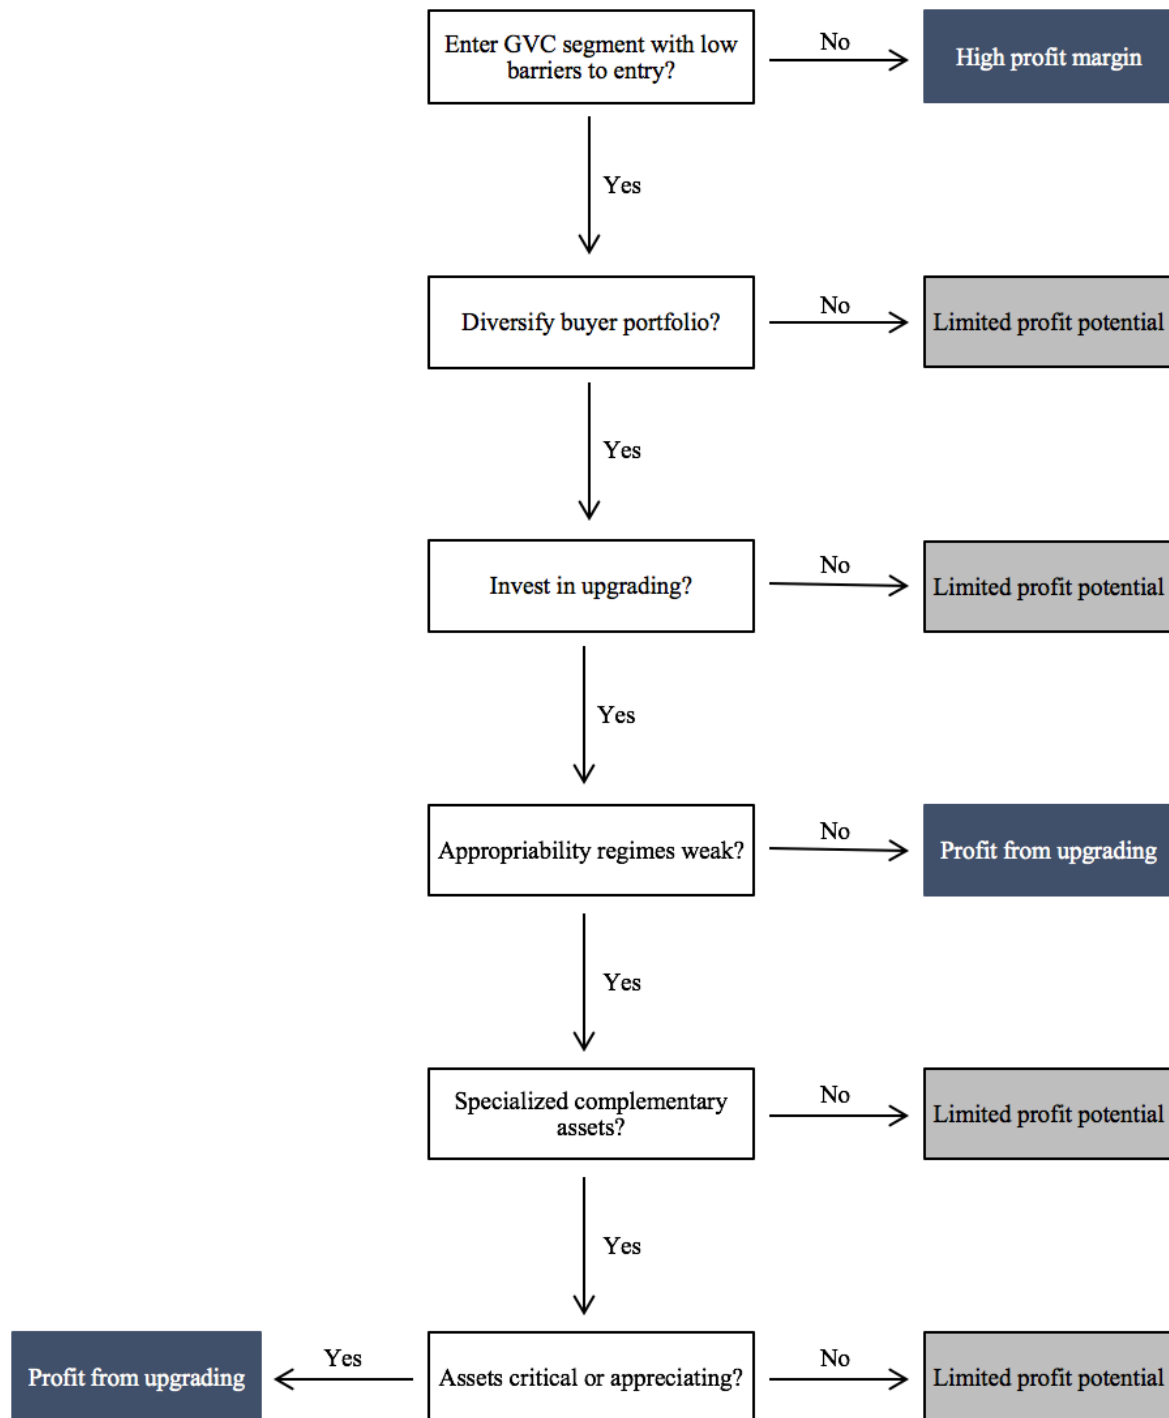 Enter GVC segment with low
barriers to entry?
No
High profit margin
Yes
Diversify buyer portfolio?
No
Limited profit potential
Yes
Invest in upgrading?
No
Limited profit potential
Yes
Appropriability regimes weak?
No
Profit from upgrading
Yes
Specialized complementary
assets?
No
Limited profit potential
Yes
Profit from upgrading
Yes
Assets critical or appreciating?
No
Limited profit potential